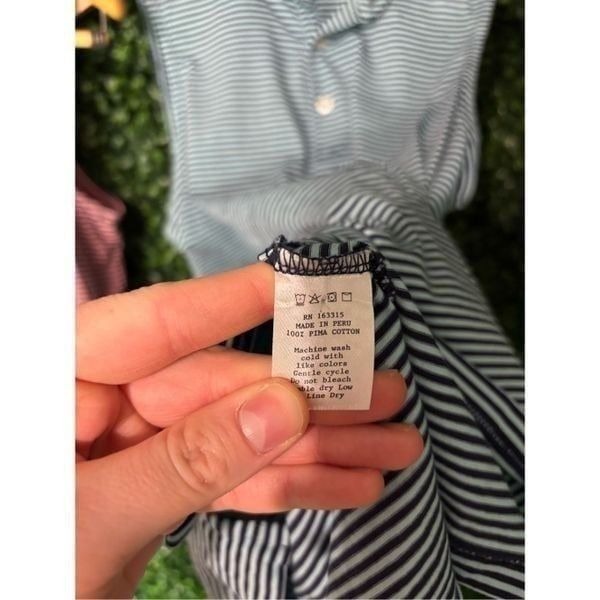 RN 163315
MADE IN PERU
100% PIMA COTTON
Machine wash
cold with
like colors
Gentle cycle
Do not bleach
dry Low
Line Dry